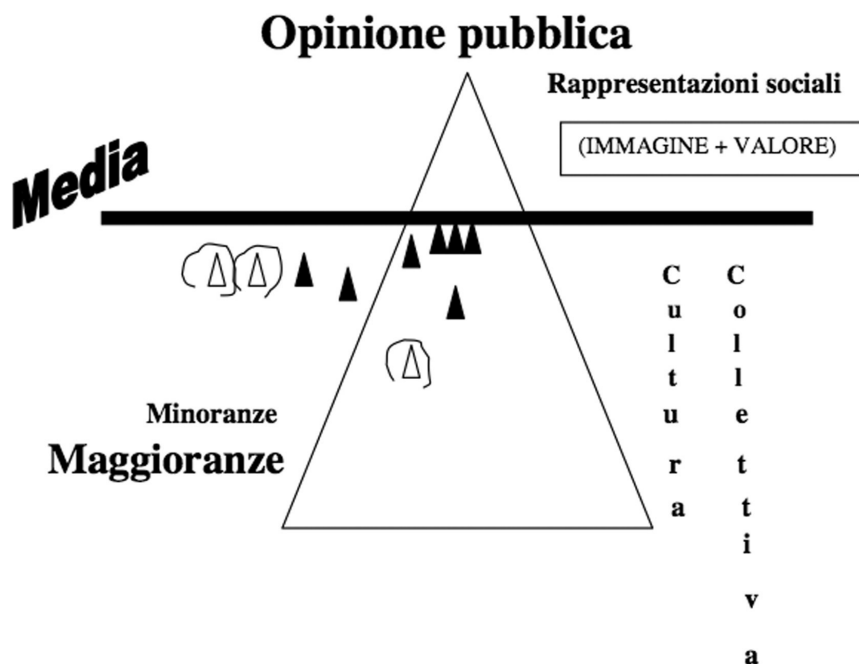 Opinione pubblica
Rappresentazioni sociali
(IMMAGINE + VALORE)
Media
Minoranze
Maggioranze
Cultura
Collettiva